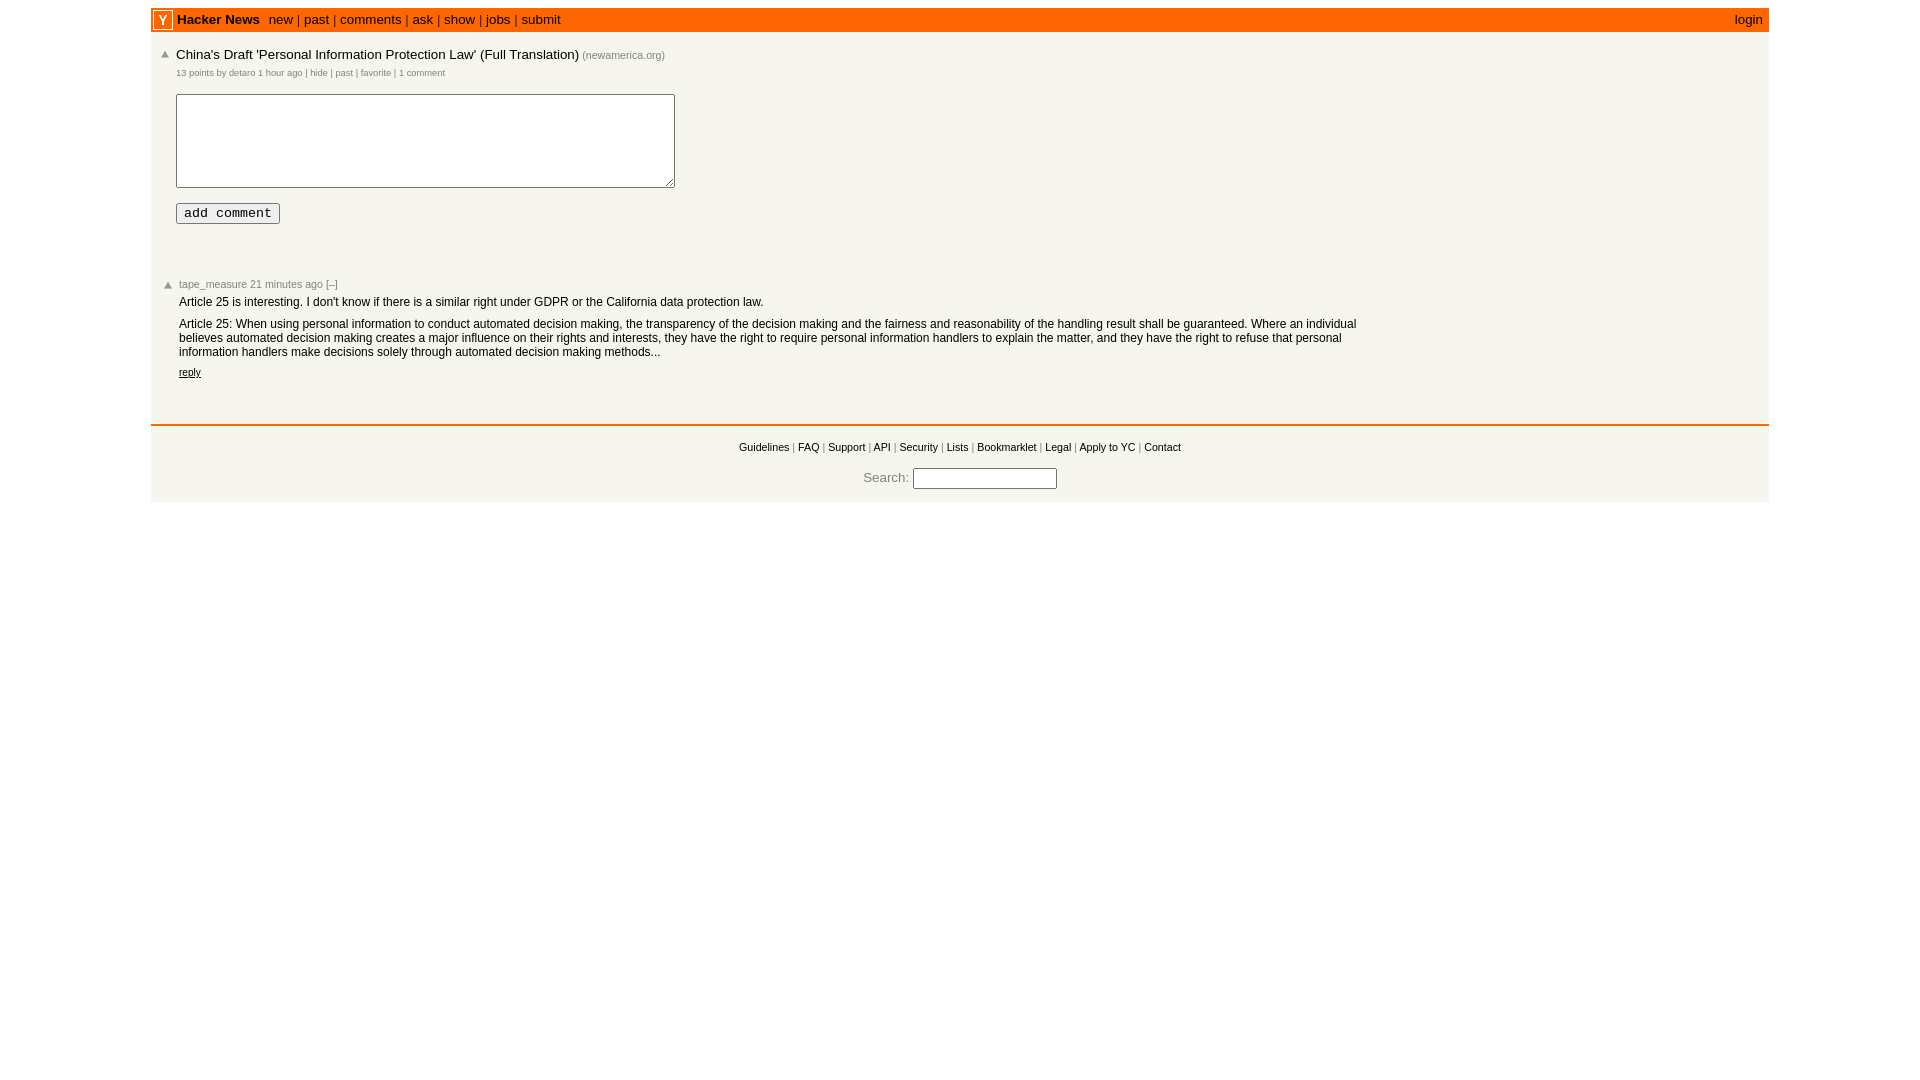 Y Hacker News new | past | comments | ask | show | jobs | submit login
China's Draft 'Personal Information Protection Law' (Full Translation) (newamerica.org)
13 points by detaro 1 hour ago | hide | past | favorite | 1 comment
add comment
tape_measure 21 minutes ago [–]
Article 25 is interesting. I don't know if there is a similar right under GDPR or the California data protection law.
Article 25: When using personal information to conduct automated decision making, the transparency of the decision making and the fairness and reasonability of the handling result shall be guaranteed. Where an individual
believes automated decision making creates a major influence on their rights and interests, they have the right to require personal information handlers to explain the matter, and they have the right to refuse that personal
information handlers make decisions solely through automated decision making methods...
reply
Guidelines | FAQ | Support | API | Security | Lists | Bookmarklet | Legal | Apply to YC | Contact
Search: